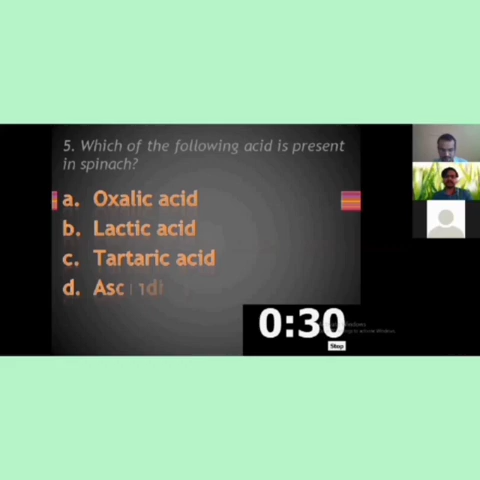 5. Which of the following acid is present
in spinach?
a. Oxalic acid
b. Lactic acid
c. Tartaric acid
d.
0:30
Stop